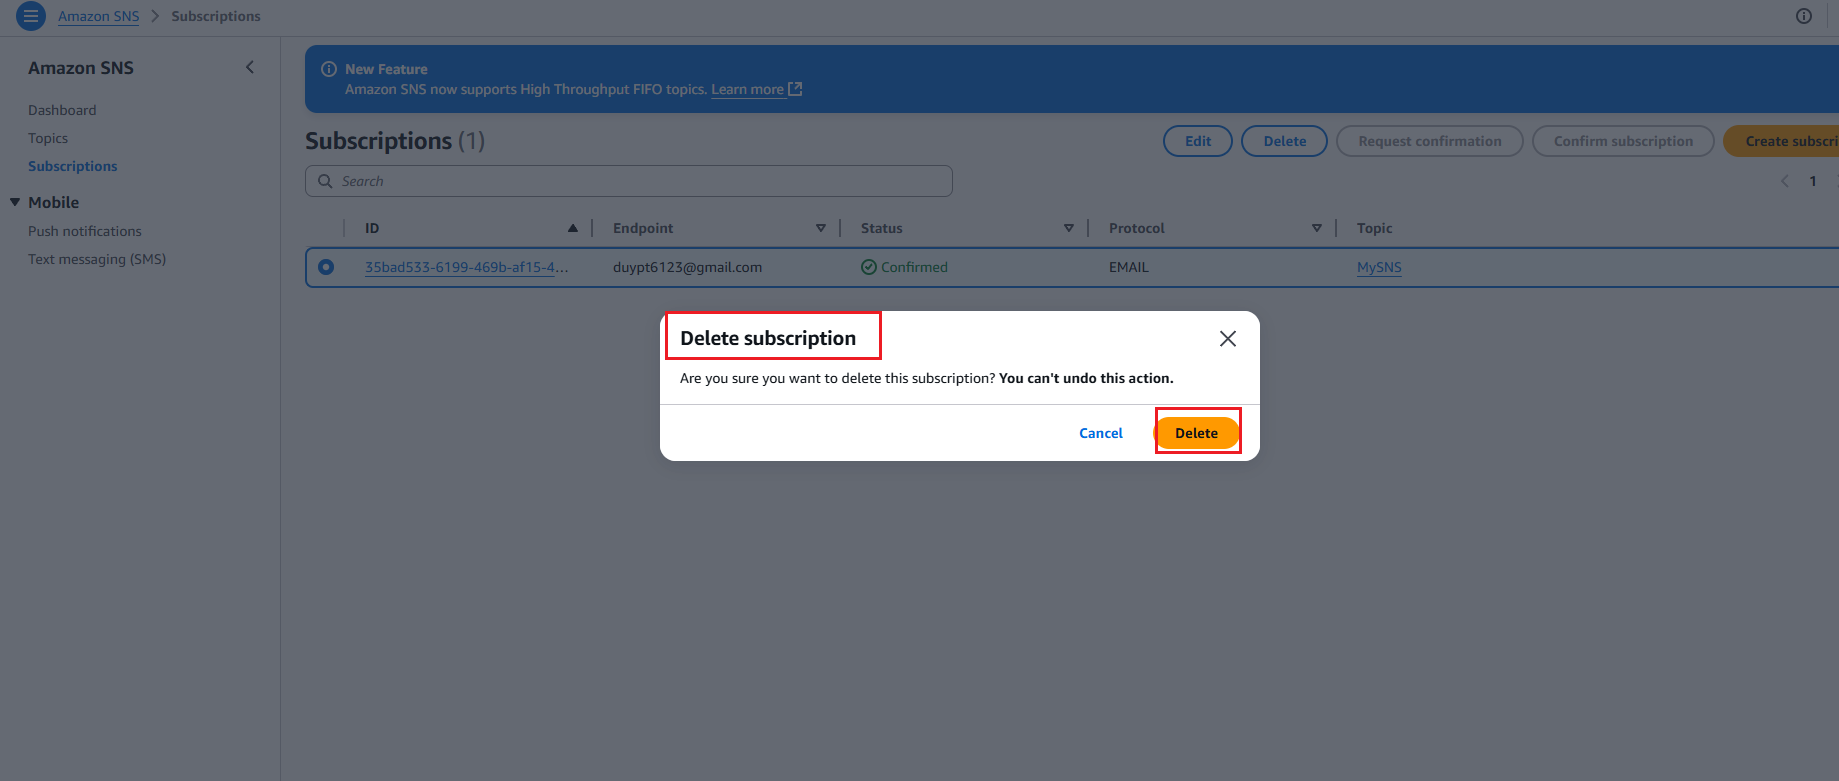 Amazon SNS > Subscriptions
Amazon SNS
Dashboard
Topics
Subscriptions
Mobile
Push notifications
Text messaging (SMS)
New Feature
Amazon SNS now supports High Throughput FIFO topics. Learn more
Subscriptions (1)
Edit
Delete
Request confirmation
Confirm subscription
Create subscri
Search
1
ID
Endpoint
Status
Protocol
Topic
35bad533-6199-469b-af15-4...
duypt6123@gmail.com
Confirmed
EMAIL
MySNS
Delete subscription
Are you sure you want to delete this subscription? You can't undo this action.
Cancel
Delete